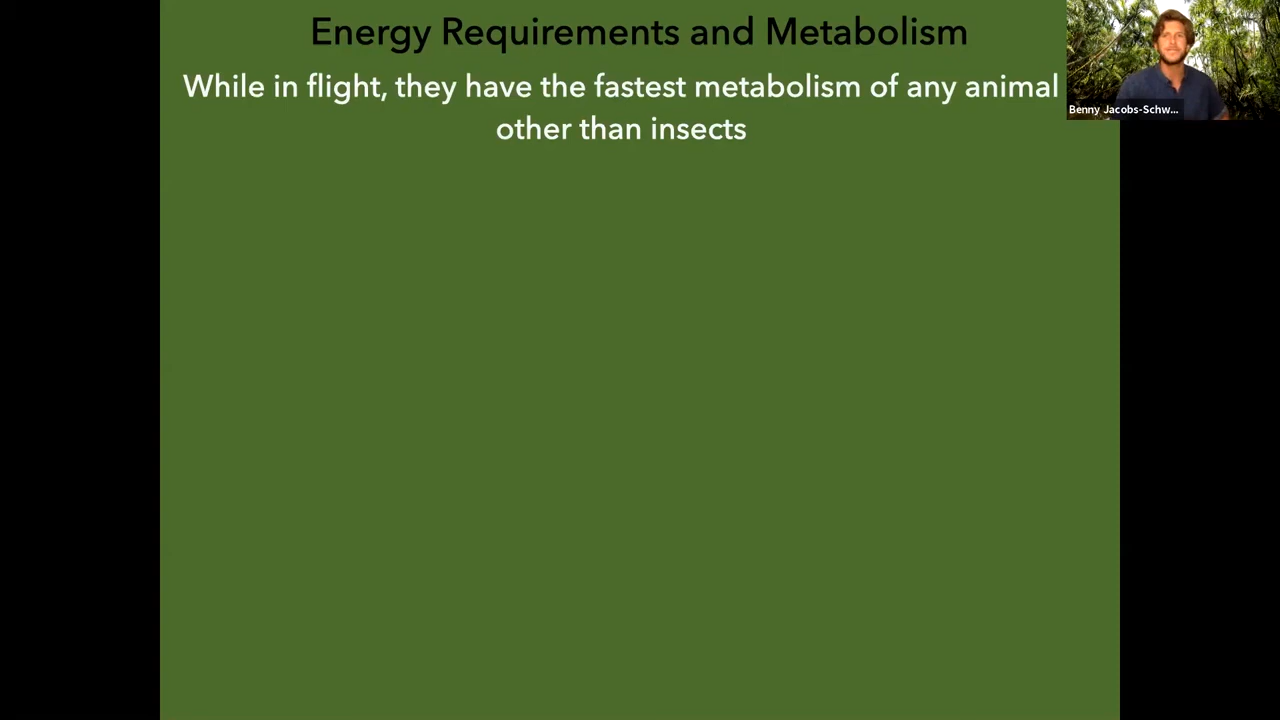 Energy Requirements and Metabolism
While in flight, they have the fastest metabolism of any animal
other than insects
Benny Jacobs-Schw...